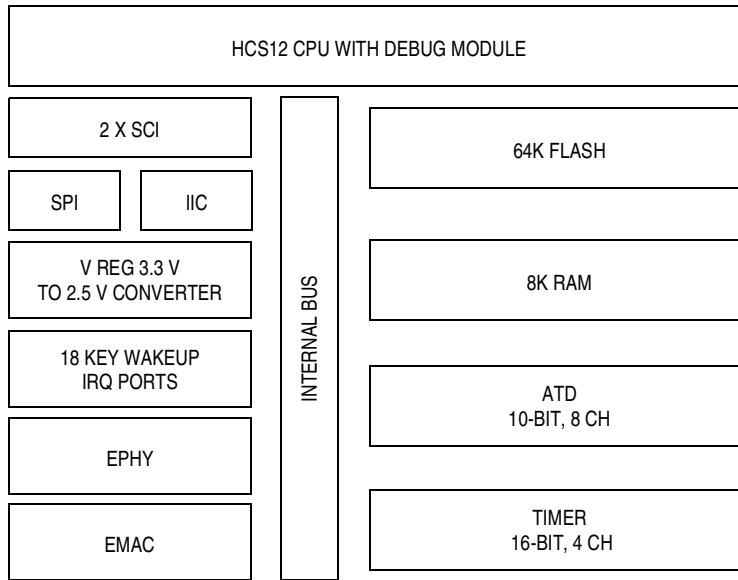 HCS12 CPU WITH DEBUG MODULE
2 X SCI
SPI
IIC
V REG 3.3 V
TO 2.5 V CONVERTER
18 KEY WAKEUP
IRQ PORTS
EPHY
EMAC
INTERNAL BUS
64K FLASH
8K RAM
ATD
10-BIT, 8 CH
TIMER
16-BIT, 4 CH